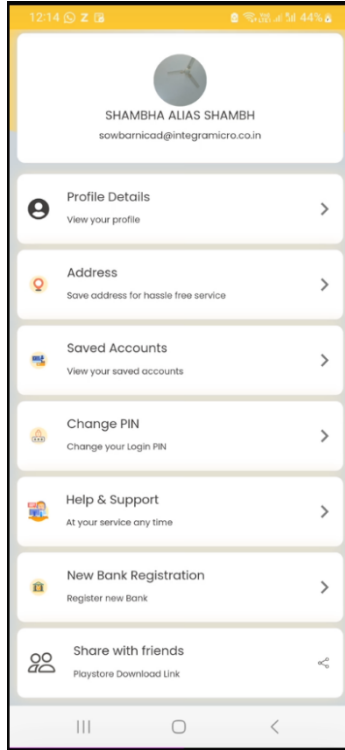 12:14 Z 44%
SHAMBHA ALIAS SHAMBH
sowbarnicad@integramicro.co.in
Profile Details
View your profile
Address
Save address for hassle free service
Saved Accounts
View your saved accounts
Change PIN
Change your Login PIN
Help & Support
At your service any time
New Bank Registration
Register new Bank
Share with friends
Playstore Download Link